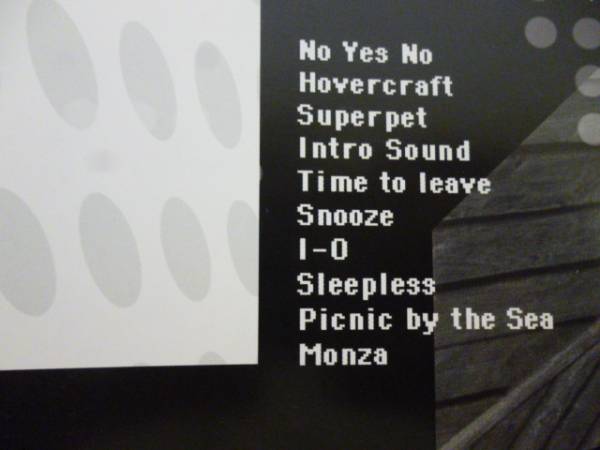 No Yes No
Hovercraft
Superpet
Intro Sound
Time to leave
Snooze
I-O
Sleepless
Picnic by the Sea
Monza